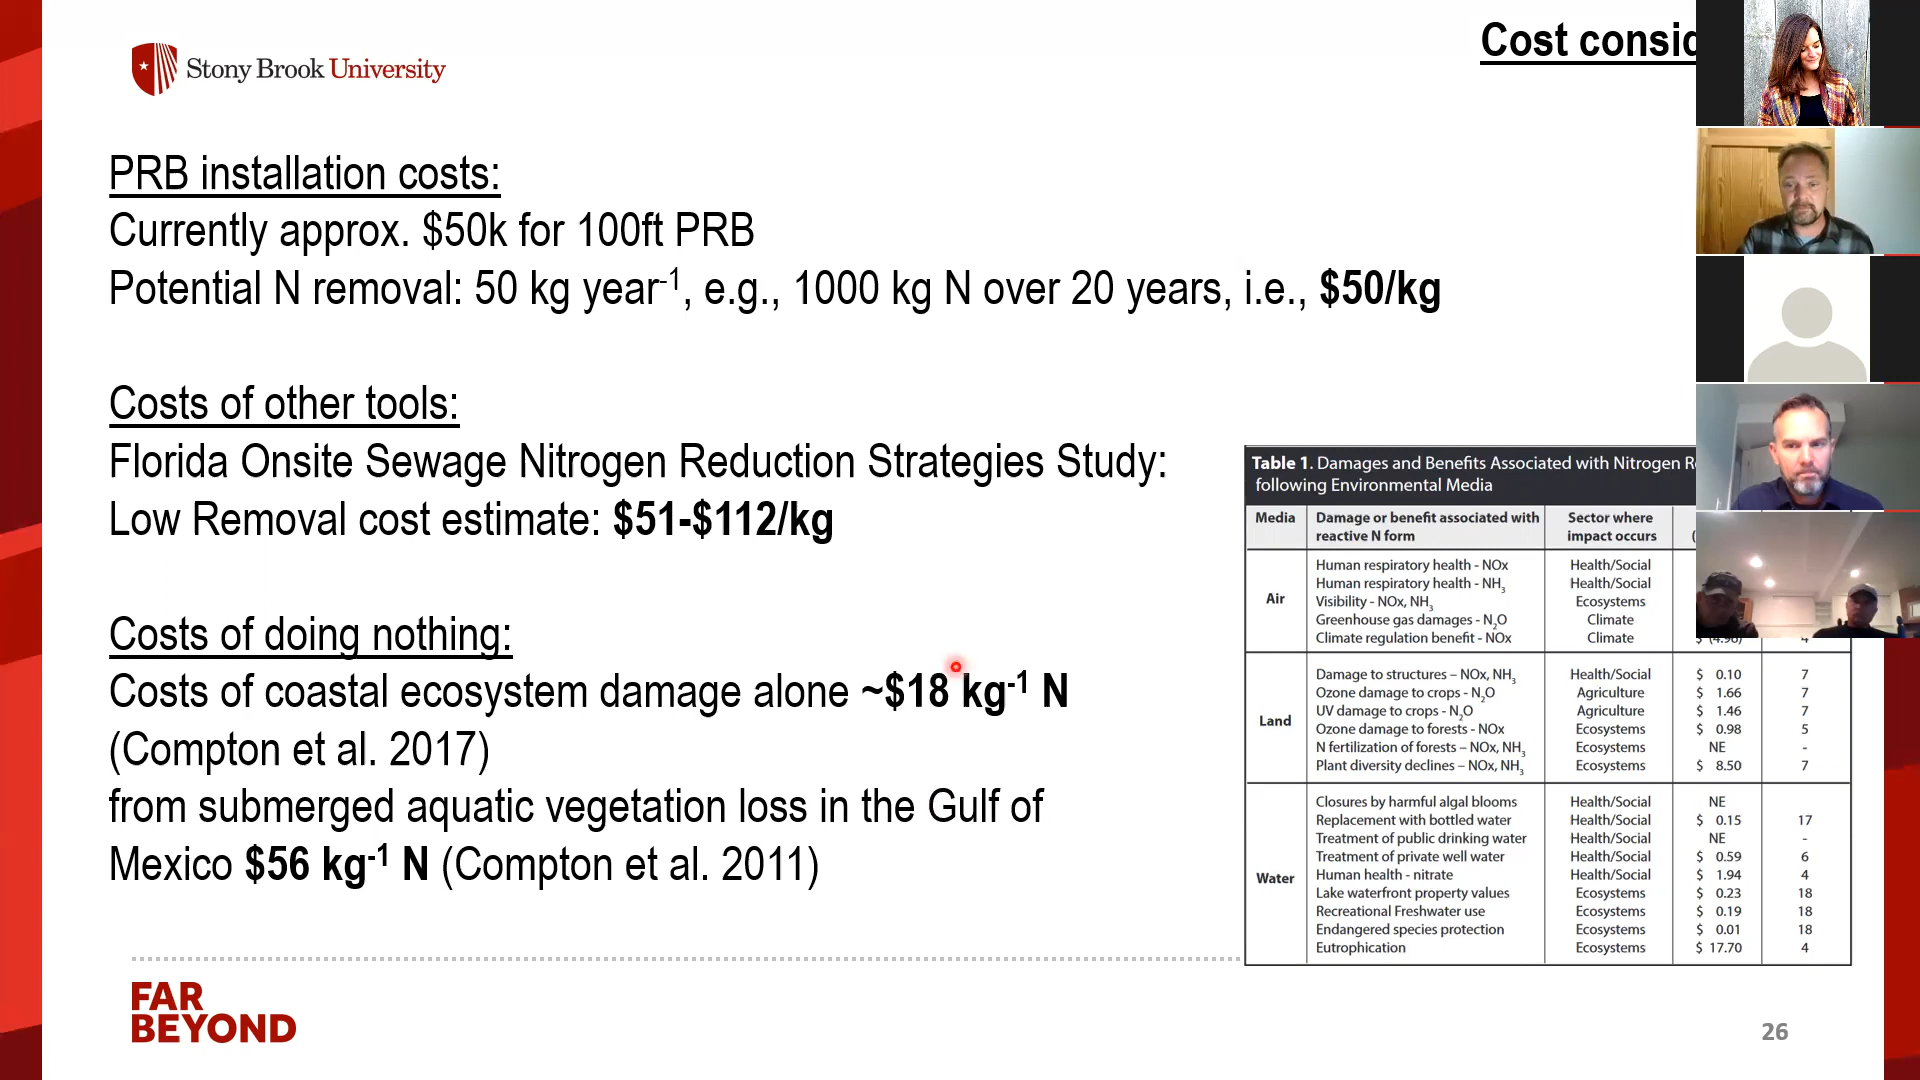 Cost consid
Stony Brook University
PRB installation costs:
Currently approx. $50k for 100ft PRB
Potential N removal: 50 kg year-1, e.g., 1000 kg N over 20 years, i.e., $50/kg
Costs of other tools:
Florida Onsite Sewage Nitrogen Reduction Strategies Study:
Low Removal cost estimate: $51-$112/kg
Costs of doing nothing:
Costs of coastal ecosystem damage alone ~$18 kg-1 N
(Compton et al. 2017)
from submerged aquatic vegetation loss in the Gulf of
Mexico $56 kg-1 N (Compton et al. 2011)
Table 1. Damages and Benefits Associated with Nitrogen R
following Environmental Media
Media Damage or benefit associated with reactive N form Sector where impact occurs (
Air
Human respiratory health - NOx Health/Social
Human respiratory health - NH3 Health/Social
Visibility - NOx, NH3 Ecosystems
Greenhouse gas damages - N2O Climate
Climate regulation benefit - NOx Climate $ (4.96) 4
Land
Damage to structures – NOx, NH3 Health/Social $ 0.10 7
Ozone damage to crops - N2O Agriculture $ 1.66 7
UV damage to crops - N2O Agriculture $ 1.46 7
Ozone damage to forests - NOx Ecosystems $ 0.98 5
N fertilization of forests – NOx, NH3 Ecosystems NE -
Plant diversity declines – NOx, NH3 Ecosystems $ 8.50 7
Water
Closures by harmful algal blooms Health/Social NE
Replacement with bottled water Health/Social $ 0.15 17
Treatment of public drinking water Health/Social NE -
Treatment of private well water Health/Social $ 0.59 6
Human health - nitrate Health/Social $ 1.94 4
Lake waterfront property values Ecosystems $ 0.23 18
Recreational Freshwater use Ecosystems $ 0.19 18
Endangered species protection Ecosystems $ 0.01 18
Eutrophication Ecosystems $ 17.70 4
FAR
BEYOND
26